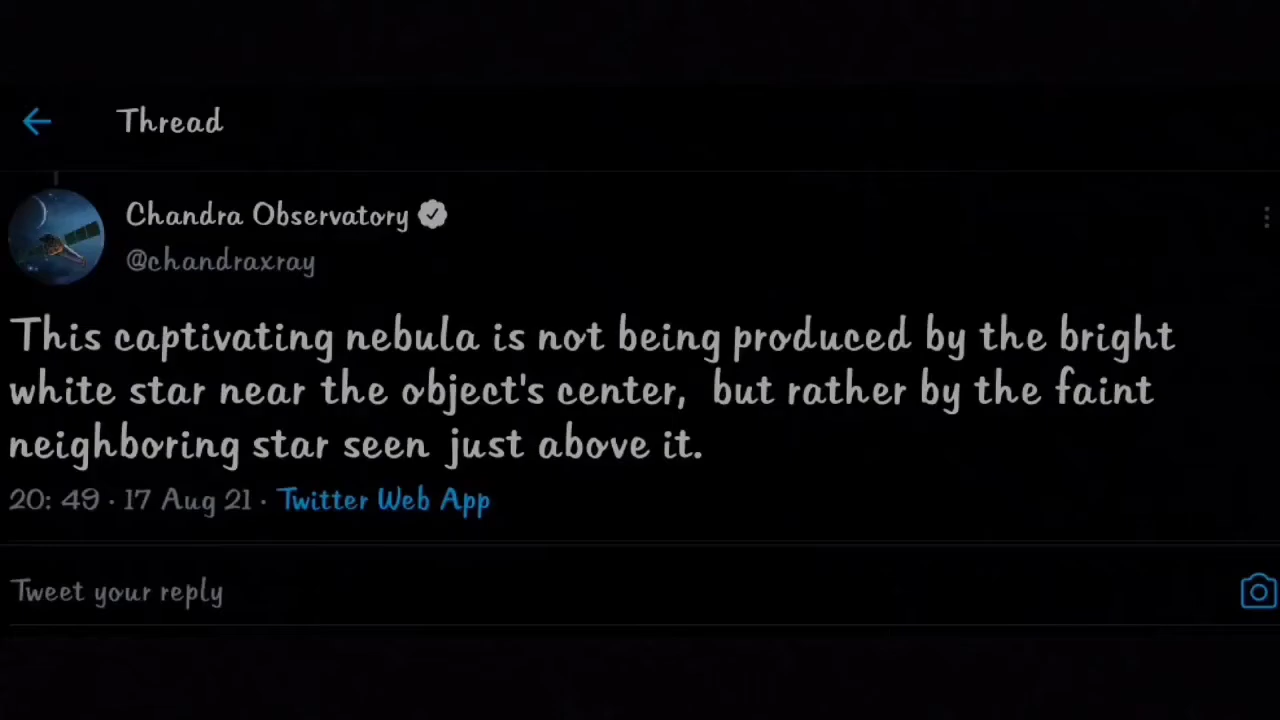 Thread
Chandra Observatory
@chandraxray
This captivating nebula is not being produced by the bright
white star near the object's center, but rather by the faint
neighboring star seen just above it.
20: 49 · 17 Aug 21 · Twitter Web App
Tweet your reply